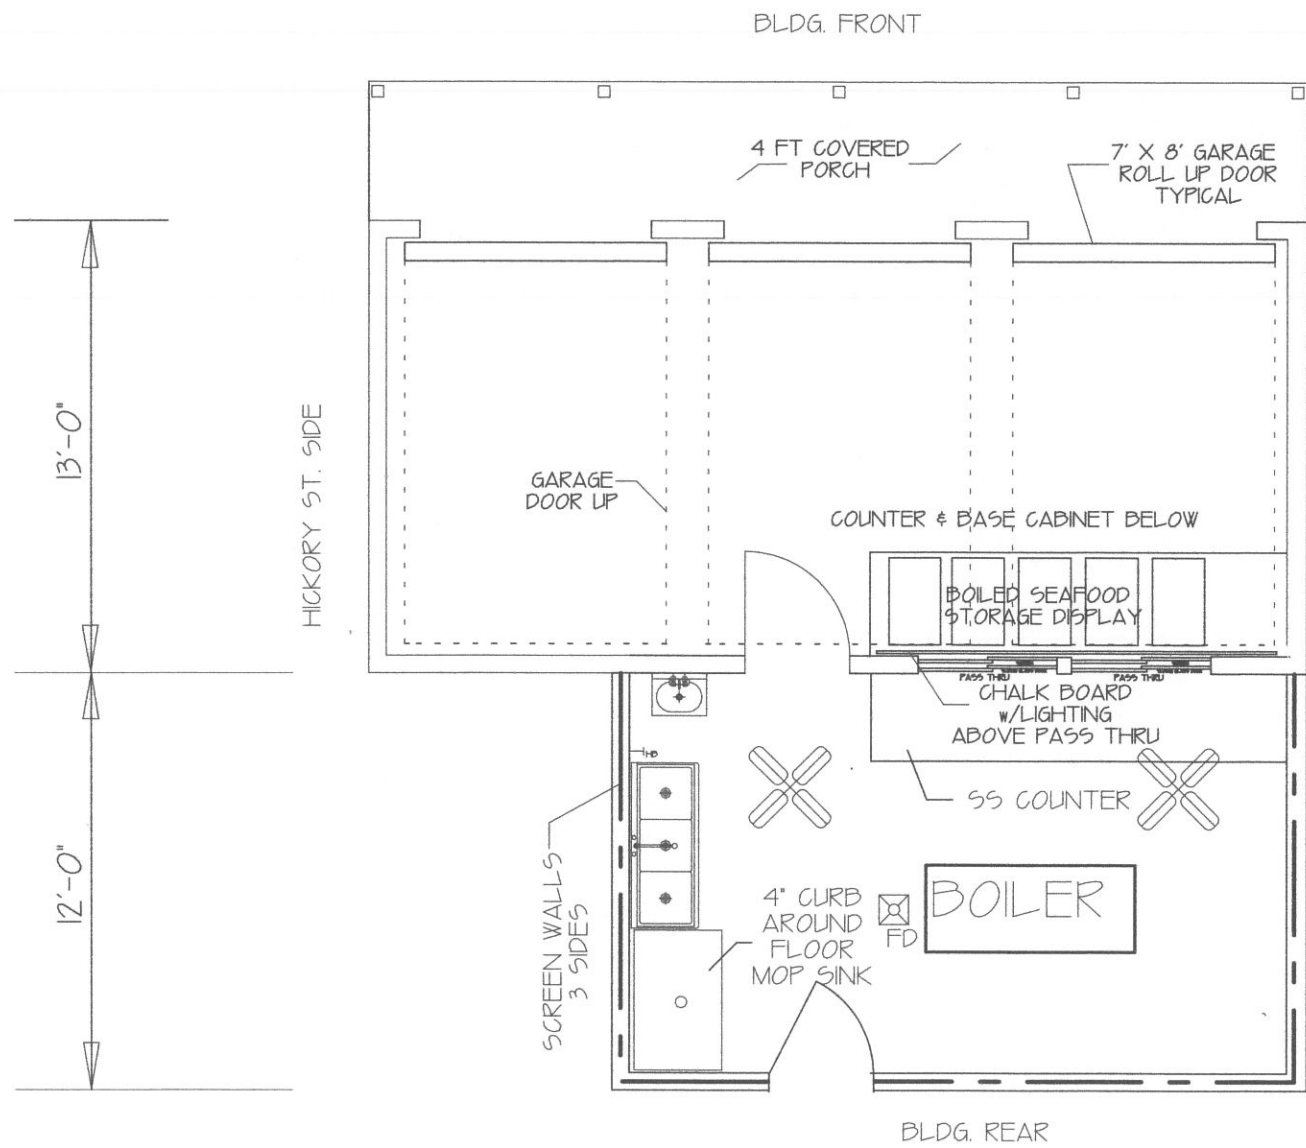 BLDG. FRONT
4 FT COVERED
PORCH
7' X 8' GARAGE
ROLL UP DOOR
TYPICAL
13'-0"
HICKORY ST. SIDE
GARAGE
DOOR UP
COUNTER & BASE CABINET BELOW
BOILED SEAFOOD
STORAGE DISPLAY
PASS THRU
PASS THRU
CHALK BOARD
w/LIGHTING
ABOVE PASS THRU
HB
SS COUNTER
12'-0"
SCREEN WALLS
3 SIDES
4" CURB
AROUND
FLOOR
MOP SINK
FD
BOILER
BLDG. REAR